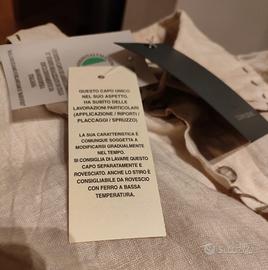 QUESTO CAPO UNICO
NEL SUO ASPETTO,
HA SUBITO DELLE
LAVORAZIONI PARTICOLARI
(APPLICAZIONE / RIPORTI /
PLACCAGGI / SPRUZZO)
LA SUA CARATTERISTICA È
COMUNQUE SOGGETTA A
MODIFICARSI GRADUALMENTE
NEL TEMPO.
SI CONSIGLIA DI LAVARE QUESTO
CAPO SEPARATAMENTE E
ROVESCIATO. ANCHE LO STIRO È
CONSIGLIABILE DA ROVESCIO
CON FERRO A BASSA
TEMPERATURA.